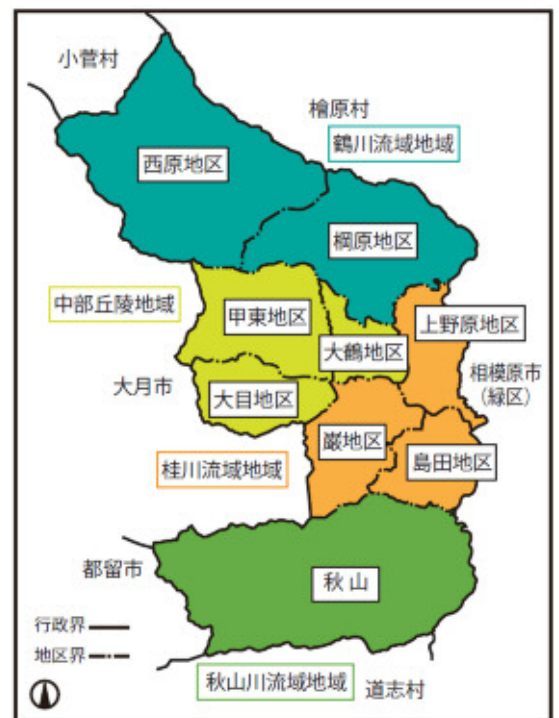 小菅村
檜原村
鶴川流域地域
西原地区
棡原地区
中部丘陵地域
甲東地区
上野原地区
大鶴地区
相模原市
(緑区)
大月市
大目地区
巌地区
島田地区
桂川流域地域
都留市
秋山
行政界
地区界
秋山川流域地域
道志村